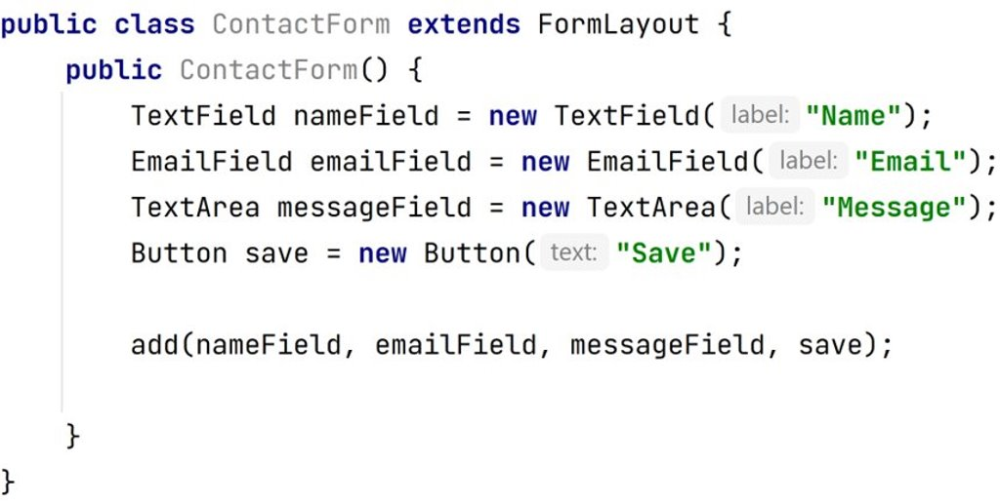 public class ContactForm extends FormLayout {
    public ContactForm() {
        TextField nameField = new TextField( label: "Name");
        EmailField emailField = new EmailField( label: "Email");
        TextArea messageField = new TextArea( label: "Message");
        Button save = new Button( text: "Save");
        add(nameField, emailField, messageField, save);
    }
}